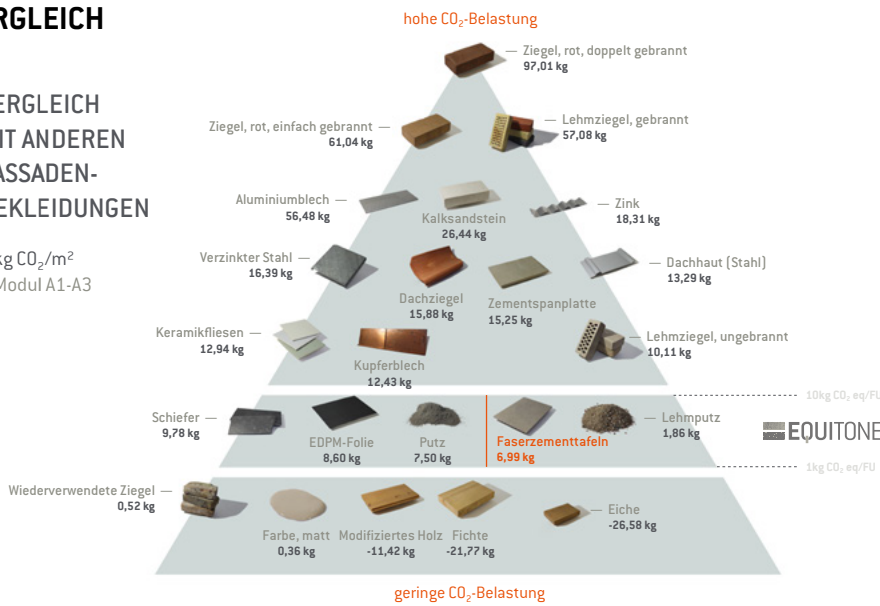 RGLEICH
ERGLEICH
IT ANDEREN
ASSADEN-
EKLEIDUNGEN
kg CO₂/m²
Modul A1-A3
hohe CO₂-Belastung
Ziegel, rot, doppelt gebrannt
97,01 kg
Ziegel, rot, einfach gebrannt
61,04 kg
Lehmziegel, gebrannt
57,08 kg
Aluminiumblech
56,48 kg
Kalksandstein
26,44 kg
Zink
18,31 kg
Verzinkter Stahl
16,39 kg
Dachziegel
15,88 kg
Zementspanplatte
15,25 kg
Dachhaut (Stahl)
13,29 kg
Keramikfliesen
12,94 kg
Kupferblech
12,43 kg
Lehmziegel, ungebrannt
10,11 kg
10kg CO₂ eq/FU
Schiefer
9,78 kg
EDPM-Folie
8,60 kg
Putz
7,50 kg
Faserzementtafeln
6,99 kg
Lehmputz
1,86 kg
EQUITONE
1kg CO₂ eq/FU
Wiederverwendete Ziegel
0,52 kg
Farbe, matt
0,36 kg
Modifiziertes Holz
-11,42 kg
Fichte
-21,77 kg
Eiche
-26,58 kg
geringe CO₂-Belastung